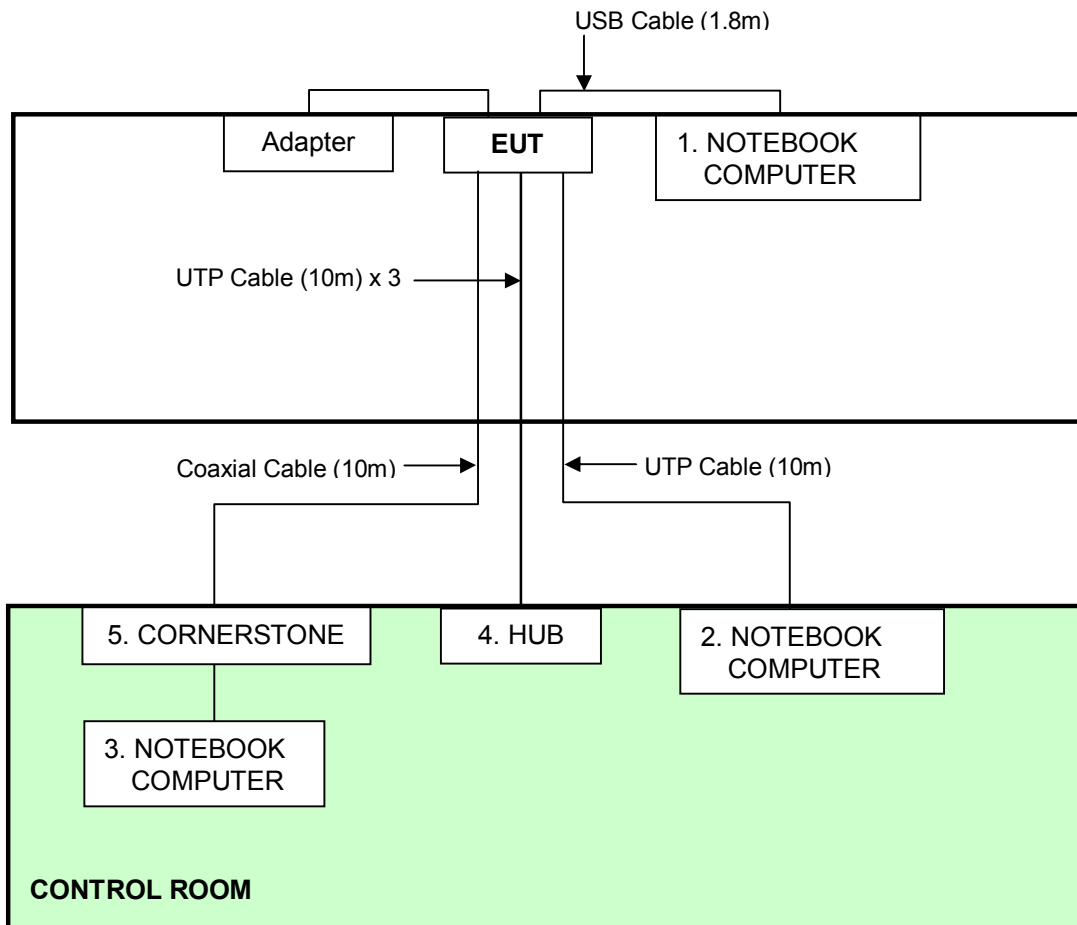 USB Cable (1.8m)
Adapter
EUT
1. NOTEBOOK
COMPUTER
UTP Cable (10m) x 3
Coaxial Cable (10m)
UTP Cable (10m)
5. CORNERSTONE
4. HUB
2. NOTEBOOK
COMPUTER
3. NOTEBOOK
COMPUTER
CONTROL ROOM